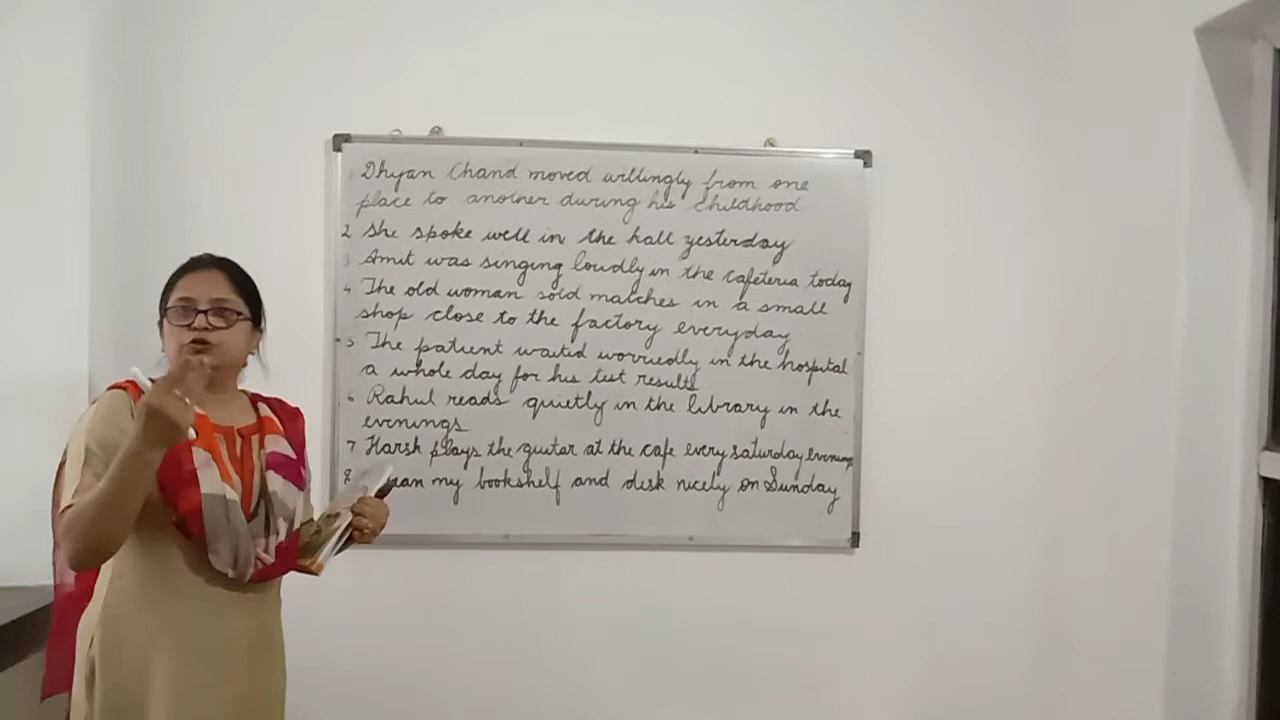 1 Dhyan Chand moved willingly from one
place to another during his childhood
2 She spoke well in the hall yesterday
3 Amit was singing loudly in the cafeteria today
4 The old woman sold matches in a small
shop close to the factory everyday
5 The patient waited worriedly in the hospital
a whole day for his test results
6 Rahul reads quietly in the library in the
evenings
7 Harsh plays the guitar at the cafe every saturday evening
8 my bookshelf and desk nicely on Sunday